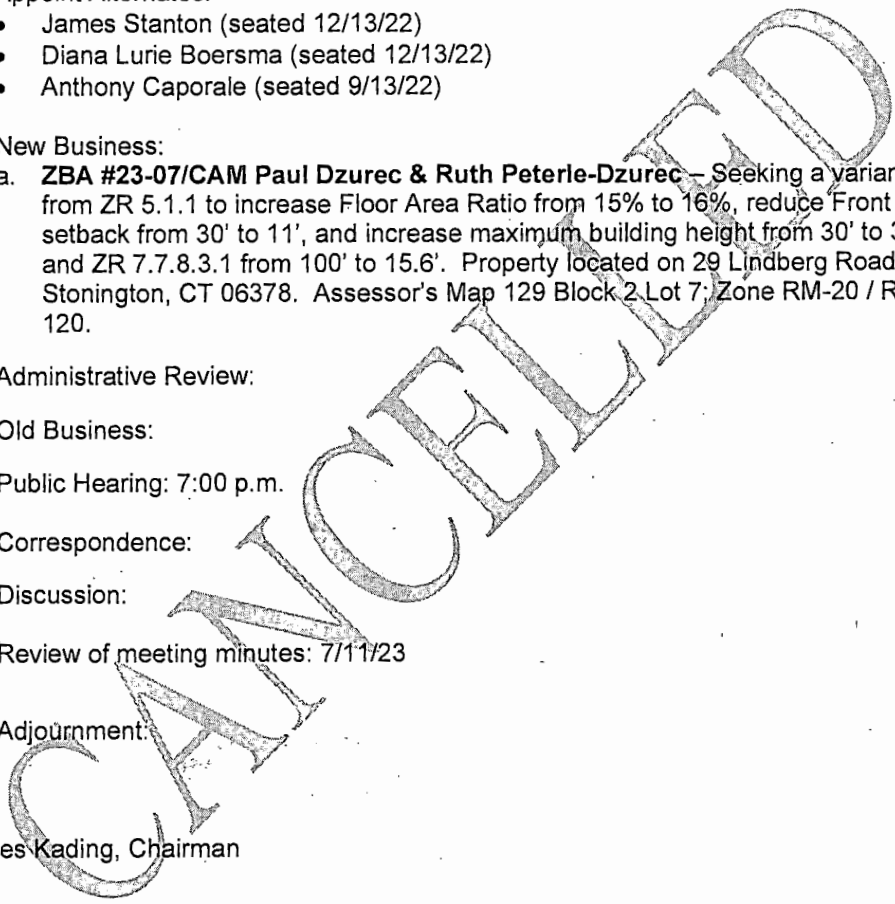 James Stanton (seated 12/13/22)
Diana Lurie Boersma (seated 12/13/22)
Anthony Caporale (seated 9/13/22)
New Business:
a. ZBA #23-07/CAM Paul Dzurec & Ruth Peterle-Dzurec – Seeking a
from ZR 5.1.1 to increase Floor Area Ratio from 15% to 16%, reduce Front
setback from 30' to 11', and increase maximum building height from 30' to
and ZR 7.7.8.3.1 from 100' to 15.6'. Property located on 29 Lindberg Road
Stonington, CT 06378. Assessor's Map 129 Block 2 Lot 7; Zone RM-20 /
120.
Administrative Review:
Old Business:
Public Hearing: 7:00 p.m.
Correspondence:
Discussion:
Review of meeting minutes: 7/11/23
Adjournment:
Kading, Chairman
CANCELLED